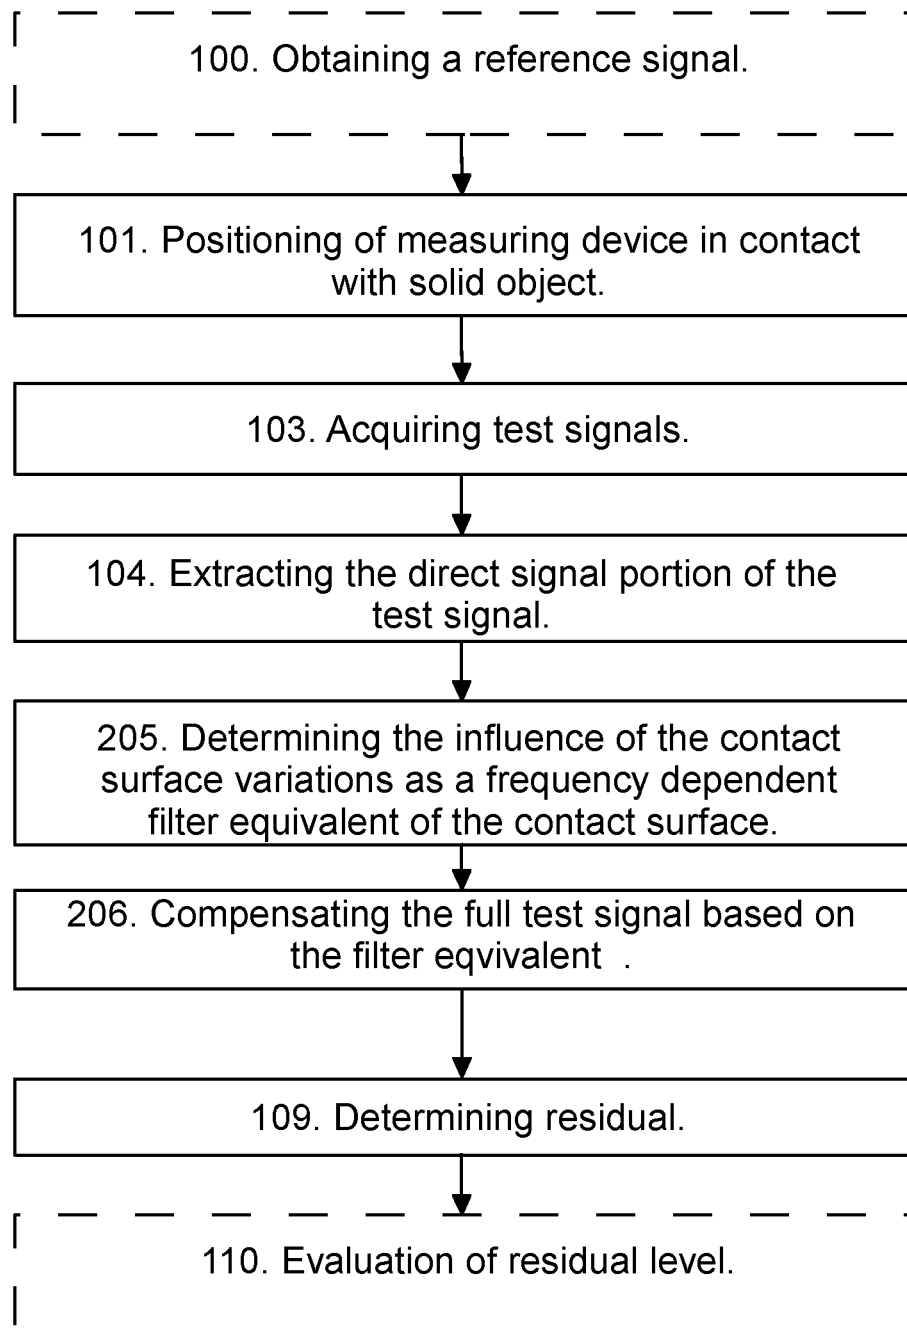 100. Obtaining a reference signal.
101. Positioning of measuring device in contact
with solid object.
103. Acquiring test signals.
104. Extracting the direct signal portion of the
test signal.
205. Determining the influence of the contact
surface variations as a frequency dependent
filter equivalent of the contact surface.
206. Compensating the full test signal based on
the filter eqvivalent .
109. Determining residual.
110. Evaluation of residual level.